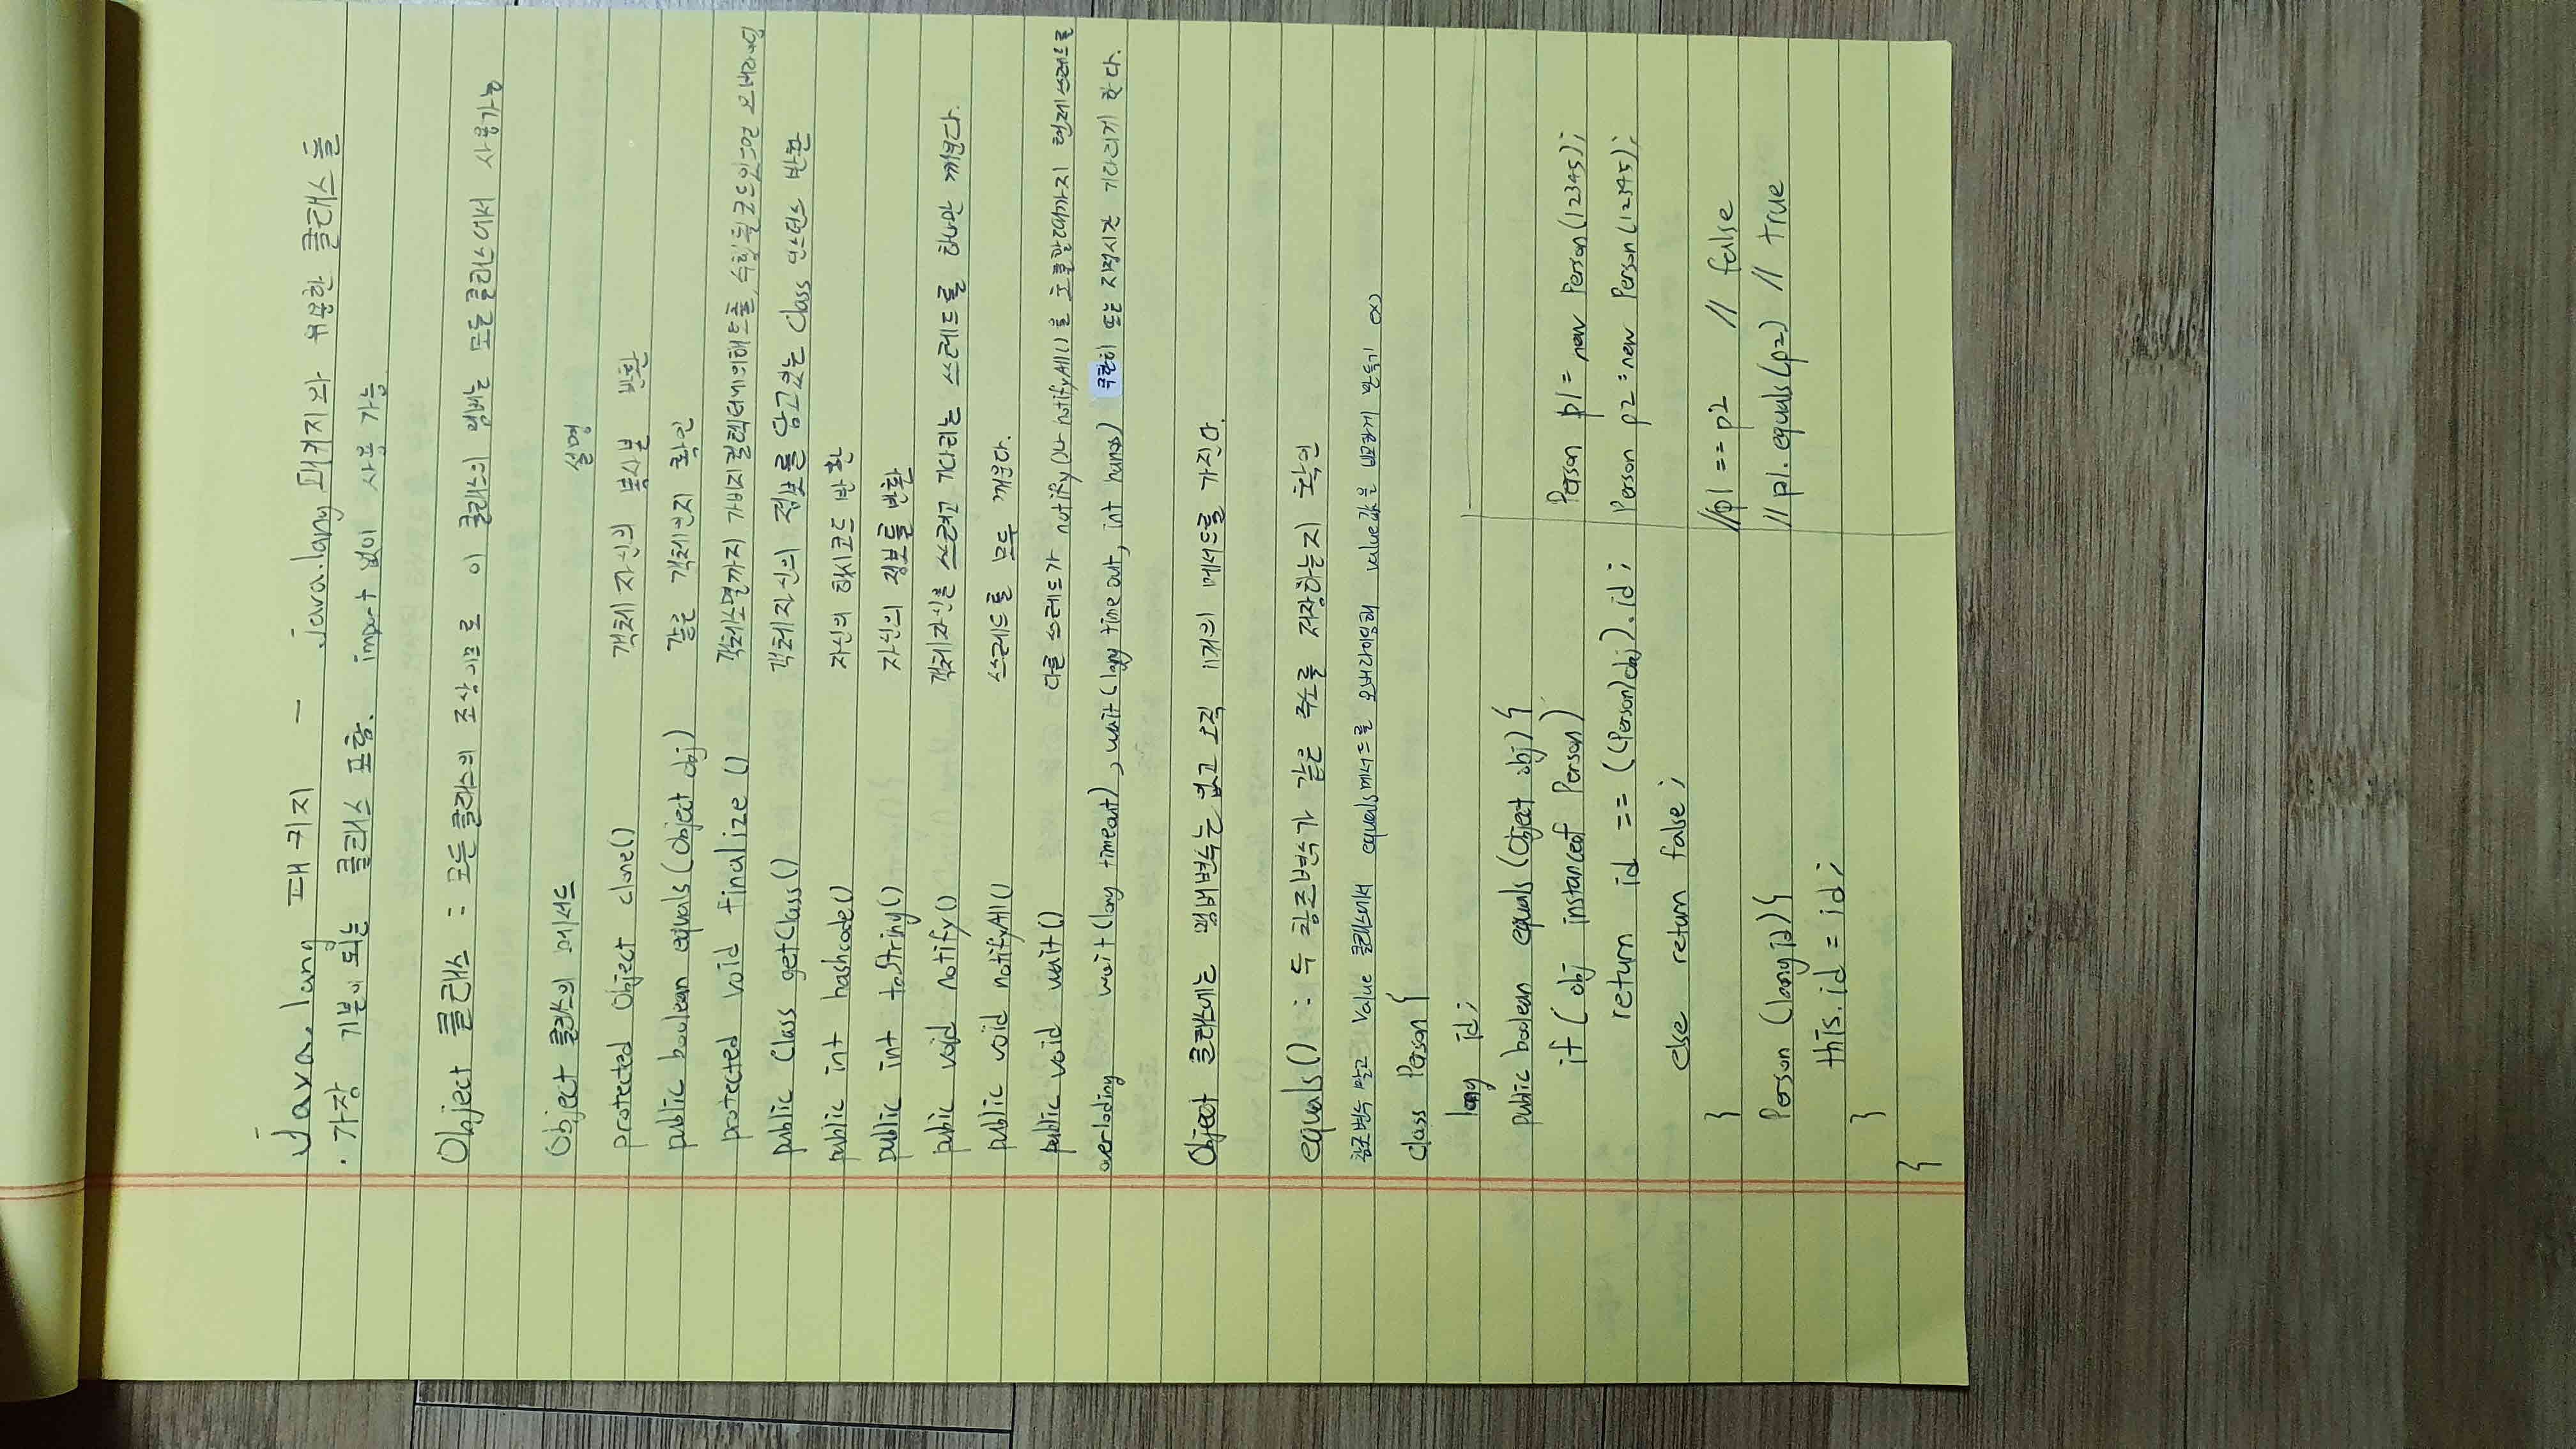 java.lang 패키지 - java.lang 패키지와 유용한 클래스들
· 가장 기본이 되는 클래스 포함. import 없이 사용 가능
Object 클래스 : 모든 클래스의 조상이므로 이 클래스의 멤버는 모든 클래스에서 사용가능
Object 클래스의 메서드 설명
protected Object clone() 객체 자신의 복사본 반환
public boolean equals(Object obj) 같은 객체인지 확인
protected void finalize () 객체소멸까지 가비지컬렉터에의해 호출, 수행될코드있으면 오버라이딩
public Class getClass() 객체자신의 정보를 담고있는 Class 인스턴스 반환
public int hashcode() 자신의 해시코드 반환
public int toString() 자신의 정보를 반환
pubic void notify() 객체자신을 쓰려고 기다리는 쓰레드를 하나만 깨운다.
public void notifyAll() 쓰레드를 모두 깨운다.
public void wait() 다른 쓰레드가 notify()나 notifyAll()을 호출할때까지 현재쓰레드를
overloding wait(long timeout), wait(long time out, int nanos) 무한히 또는 지정시간 기다리게 한다.
Object 클래스에는 멤버변수는 없고 오직 11개의 메서드를 가진다.
equals() : 두 참조변수가 같은 주소를 저장하는지 확인
참조변수 말고 Value 클래스에서 equals메서드를 오버라이딩해 value값을 비교하게 만들기 ex)
class Person {
long id;
public boolean equals(Object obj) {
if ( obj instanceof Person) Person p1 = new Person(12345);
return id == ((Person)obj).id; Person p2 = new Person(12345);
else return false;
} //p1 == p2 // false
Person (long id) { // p1. equals(p2) // true
this. id = id;
}
}